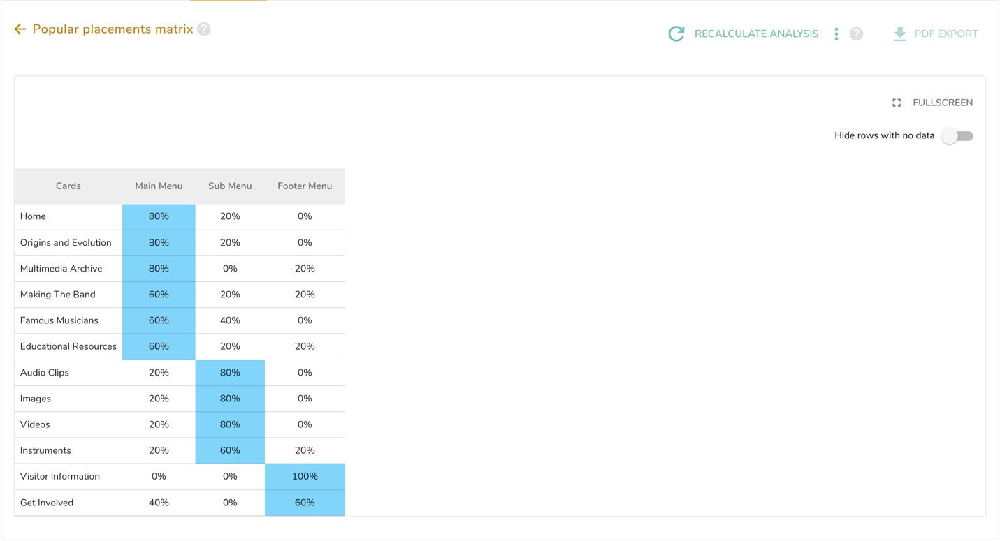 Popular placements matrix ?
RECALCULATE ANALYSIS ? PDF EXPORT
FULLSCREEN
Hide rows with no data
Cards Main Menu Sub Menu Footer Menu
Home 80% 20% 0%
Origins and Evolution 80% 20% 0%
Multimedia Archive 80% 0% 20%
Making The Band 60% 20% 20%
Famous Musicians 60% 40% 0%
Educational Resources 60% 20% 20%
Audio Clips 20% 80% 0%
Images 20% 80% 0%
Videos 20% 80% 0%
Instruments 20% 60% 20%
Visitor Information 0% 0% 100%
Get Involved 40% 0% 60%